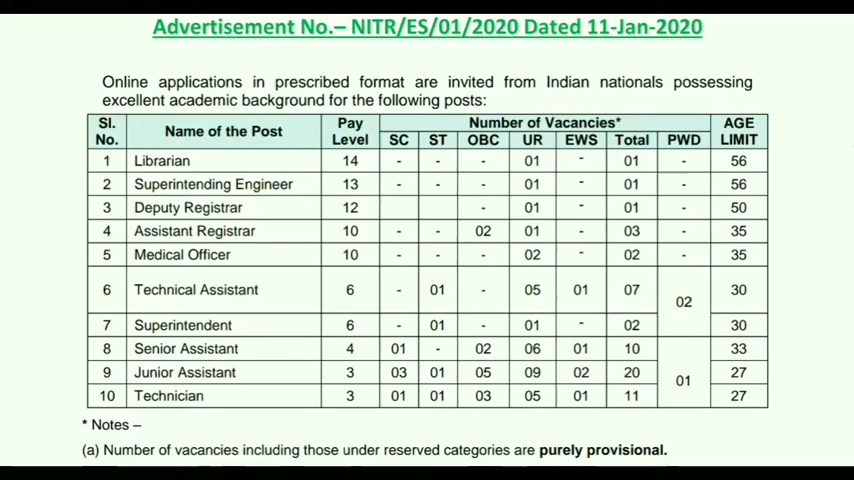 Advertisement No.– NITR/ES/01/2020 Dated 11-Jan-2020
Online applications in prescribed format are invited from Indian nationals possessing
excellent academic background for the following posts:
Sl. No. Name of the Post Pay Level Number of Vacancies* AGE LIMIT
SC ST OBC UR EWS Total PWD
1 Librarian 14 - - - 01 - 01 - 56
2 Superintending Engineer 13 - - - 01 - 01 - 56
3 Deputy Registrar 12 - 01 - 01 - 50
4 Assistant Registrar 10 - - 02 01 - 03 - 35
5 Medical Officer 10 - - - 02 - 02 - 35
6 Technical Assistant 6 - 01 - 05 01 07 02 30
7 Superintendent 6 - 01 - 01 - 02 30
8 Senior Assistant 4 01 - 02 06 01 10 01 33
9 Junior Assistant 3 03 01 05 09 02 20 27
10 Technician 3 01 01 03 05 01 11 27
* Notes –
(a) Number of vacancies including those under reserved categories are purely provisional.